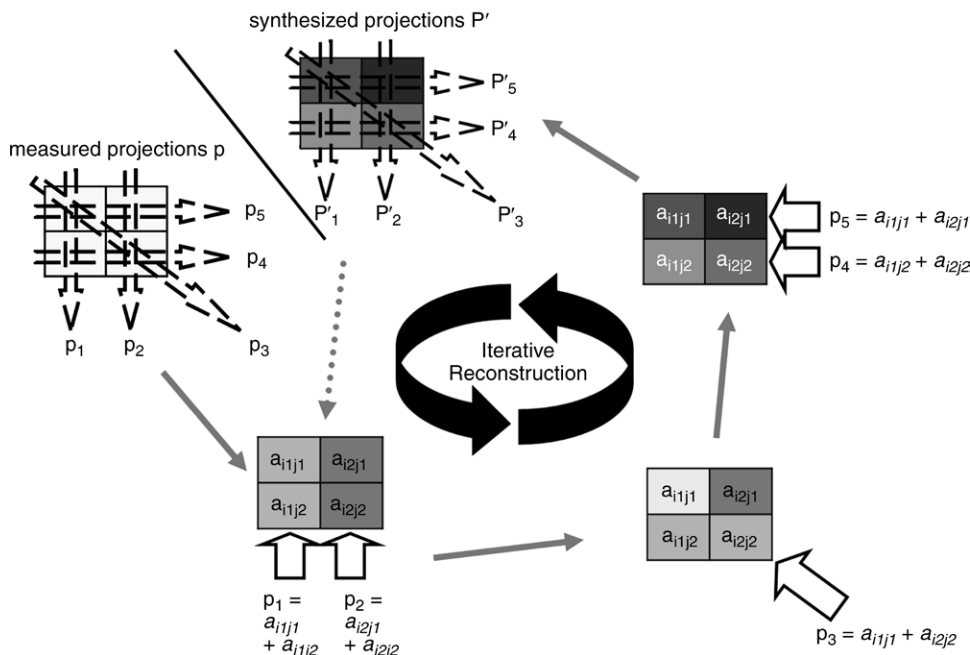 synthesized projections P′
P′5
P′4
P′1 P′2 P′3
measured projections p
p5
p4
p1 p2 p3
ai1j1 ai2j1
ai1j2 ai2j2
p5 = ai1j1 + ai2j1
p4 = ai1j2 + ai2j2
Iterative
Reconstruction
ai1j1 ai2j1
ai1j2 ai2j2
p1 = p2 =
ai1j1 ai2j1
+ ai1j2 + ai2j2
ai1j1 ai2j1
ai1j2 ai2j2
p3 = ai1j1 + ai2j2